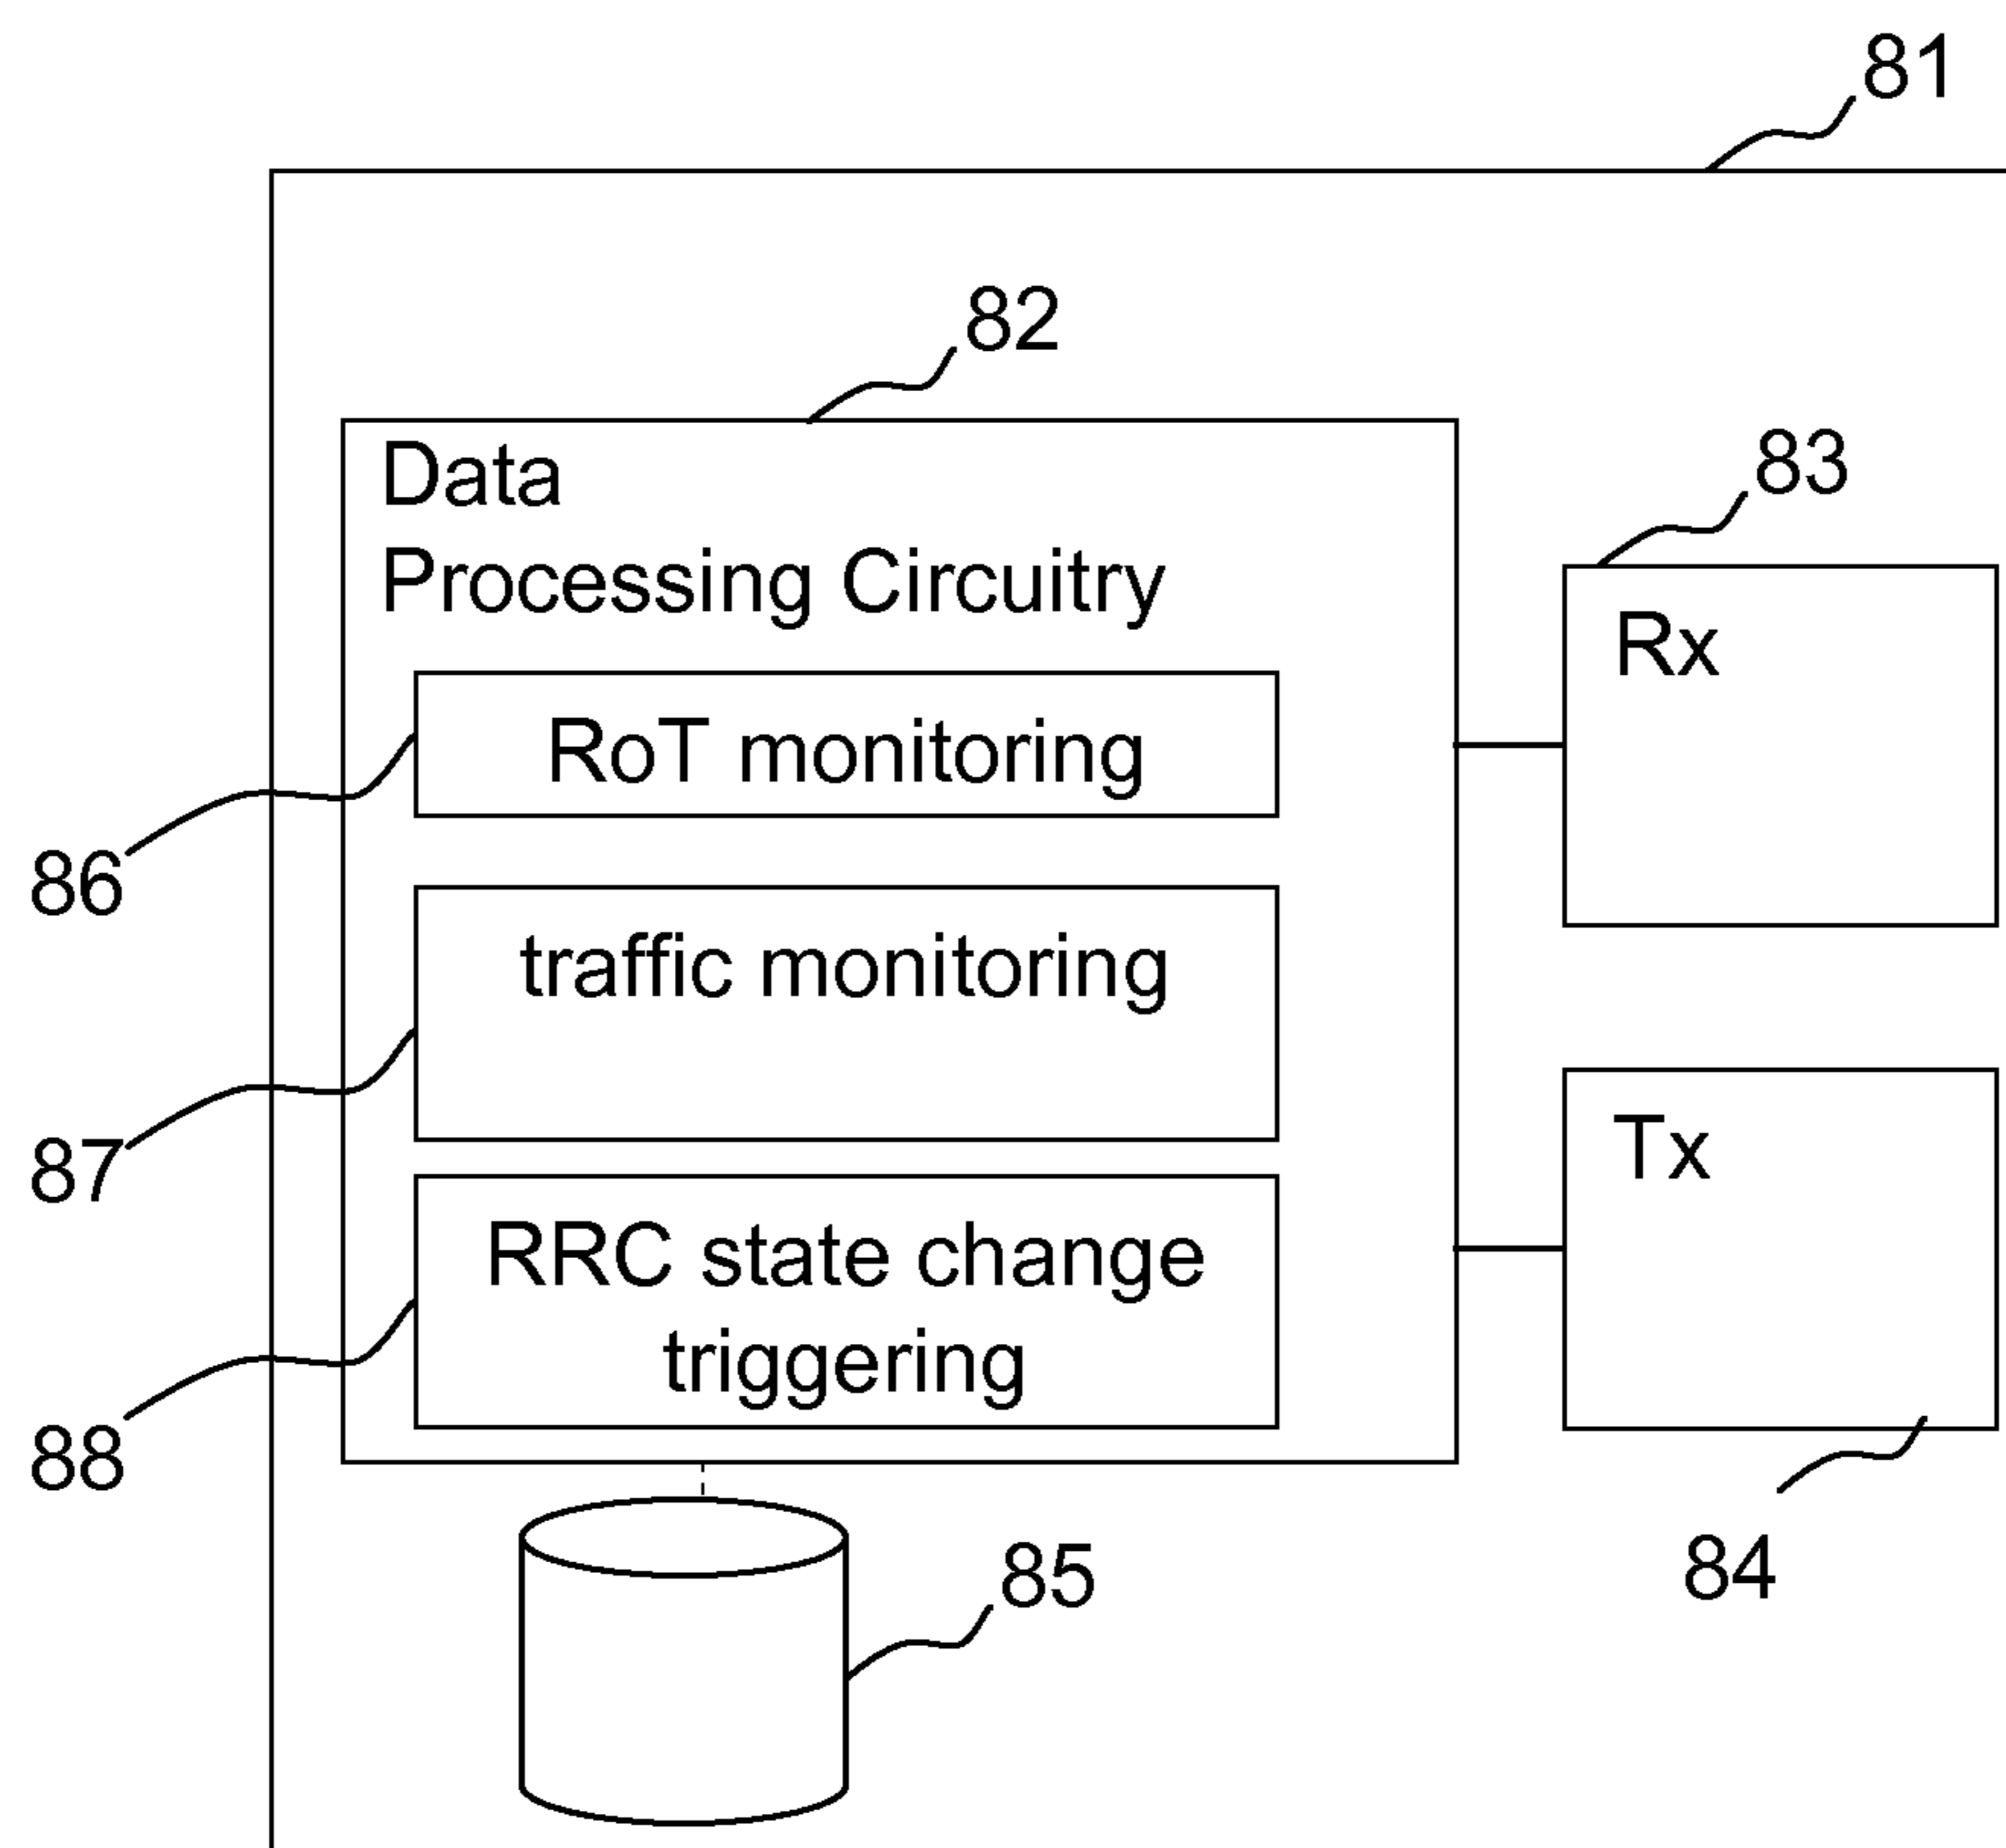 81
82
Data
Processing Circuitry
83
Rx
RoT monitoring
86
traffic monitoring
87
Tx
RRC state change
triggering
88
84
85